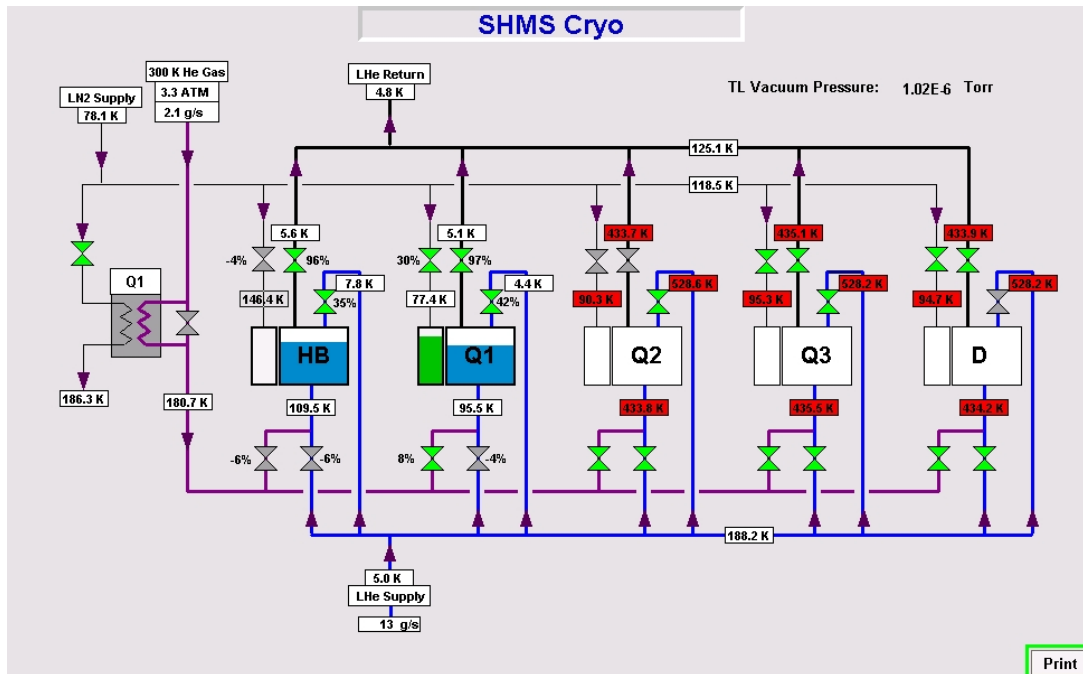 SHMS Cryo
300 K He Gas
3.3 ATM
2.1 g/s
LN2 Supply
78.1 K
LHe Return
4.8 K
TL Vacuum Pressure: 1.02E-6 Torr
125.1 K
118.5 K
5.6 K
5.1 K
433.7 K
435.1 K
433.9 K
-4%
96%
30%
97%
Q1
7.8 K
4.4 K
528.6 K
528.2 K
528.2 K
146.4 K
35%
77.4 K
42%
90.3 K
95.3 K
94.7 K
HB
Q1
Q2
Q3
D
186.3 K
180.7 K
109.5 K
95.5 K
433.8 K
435.5 K
434.2 K
-6%
-6%
8%
-4%
188.2 K
5.0 K
LHe Supply
13 g/s
Print